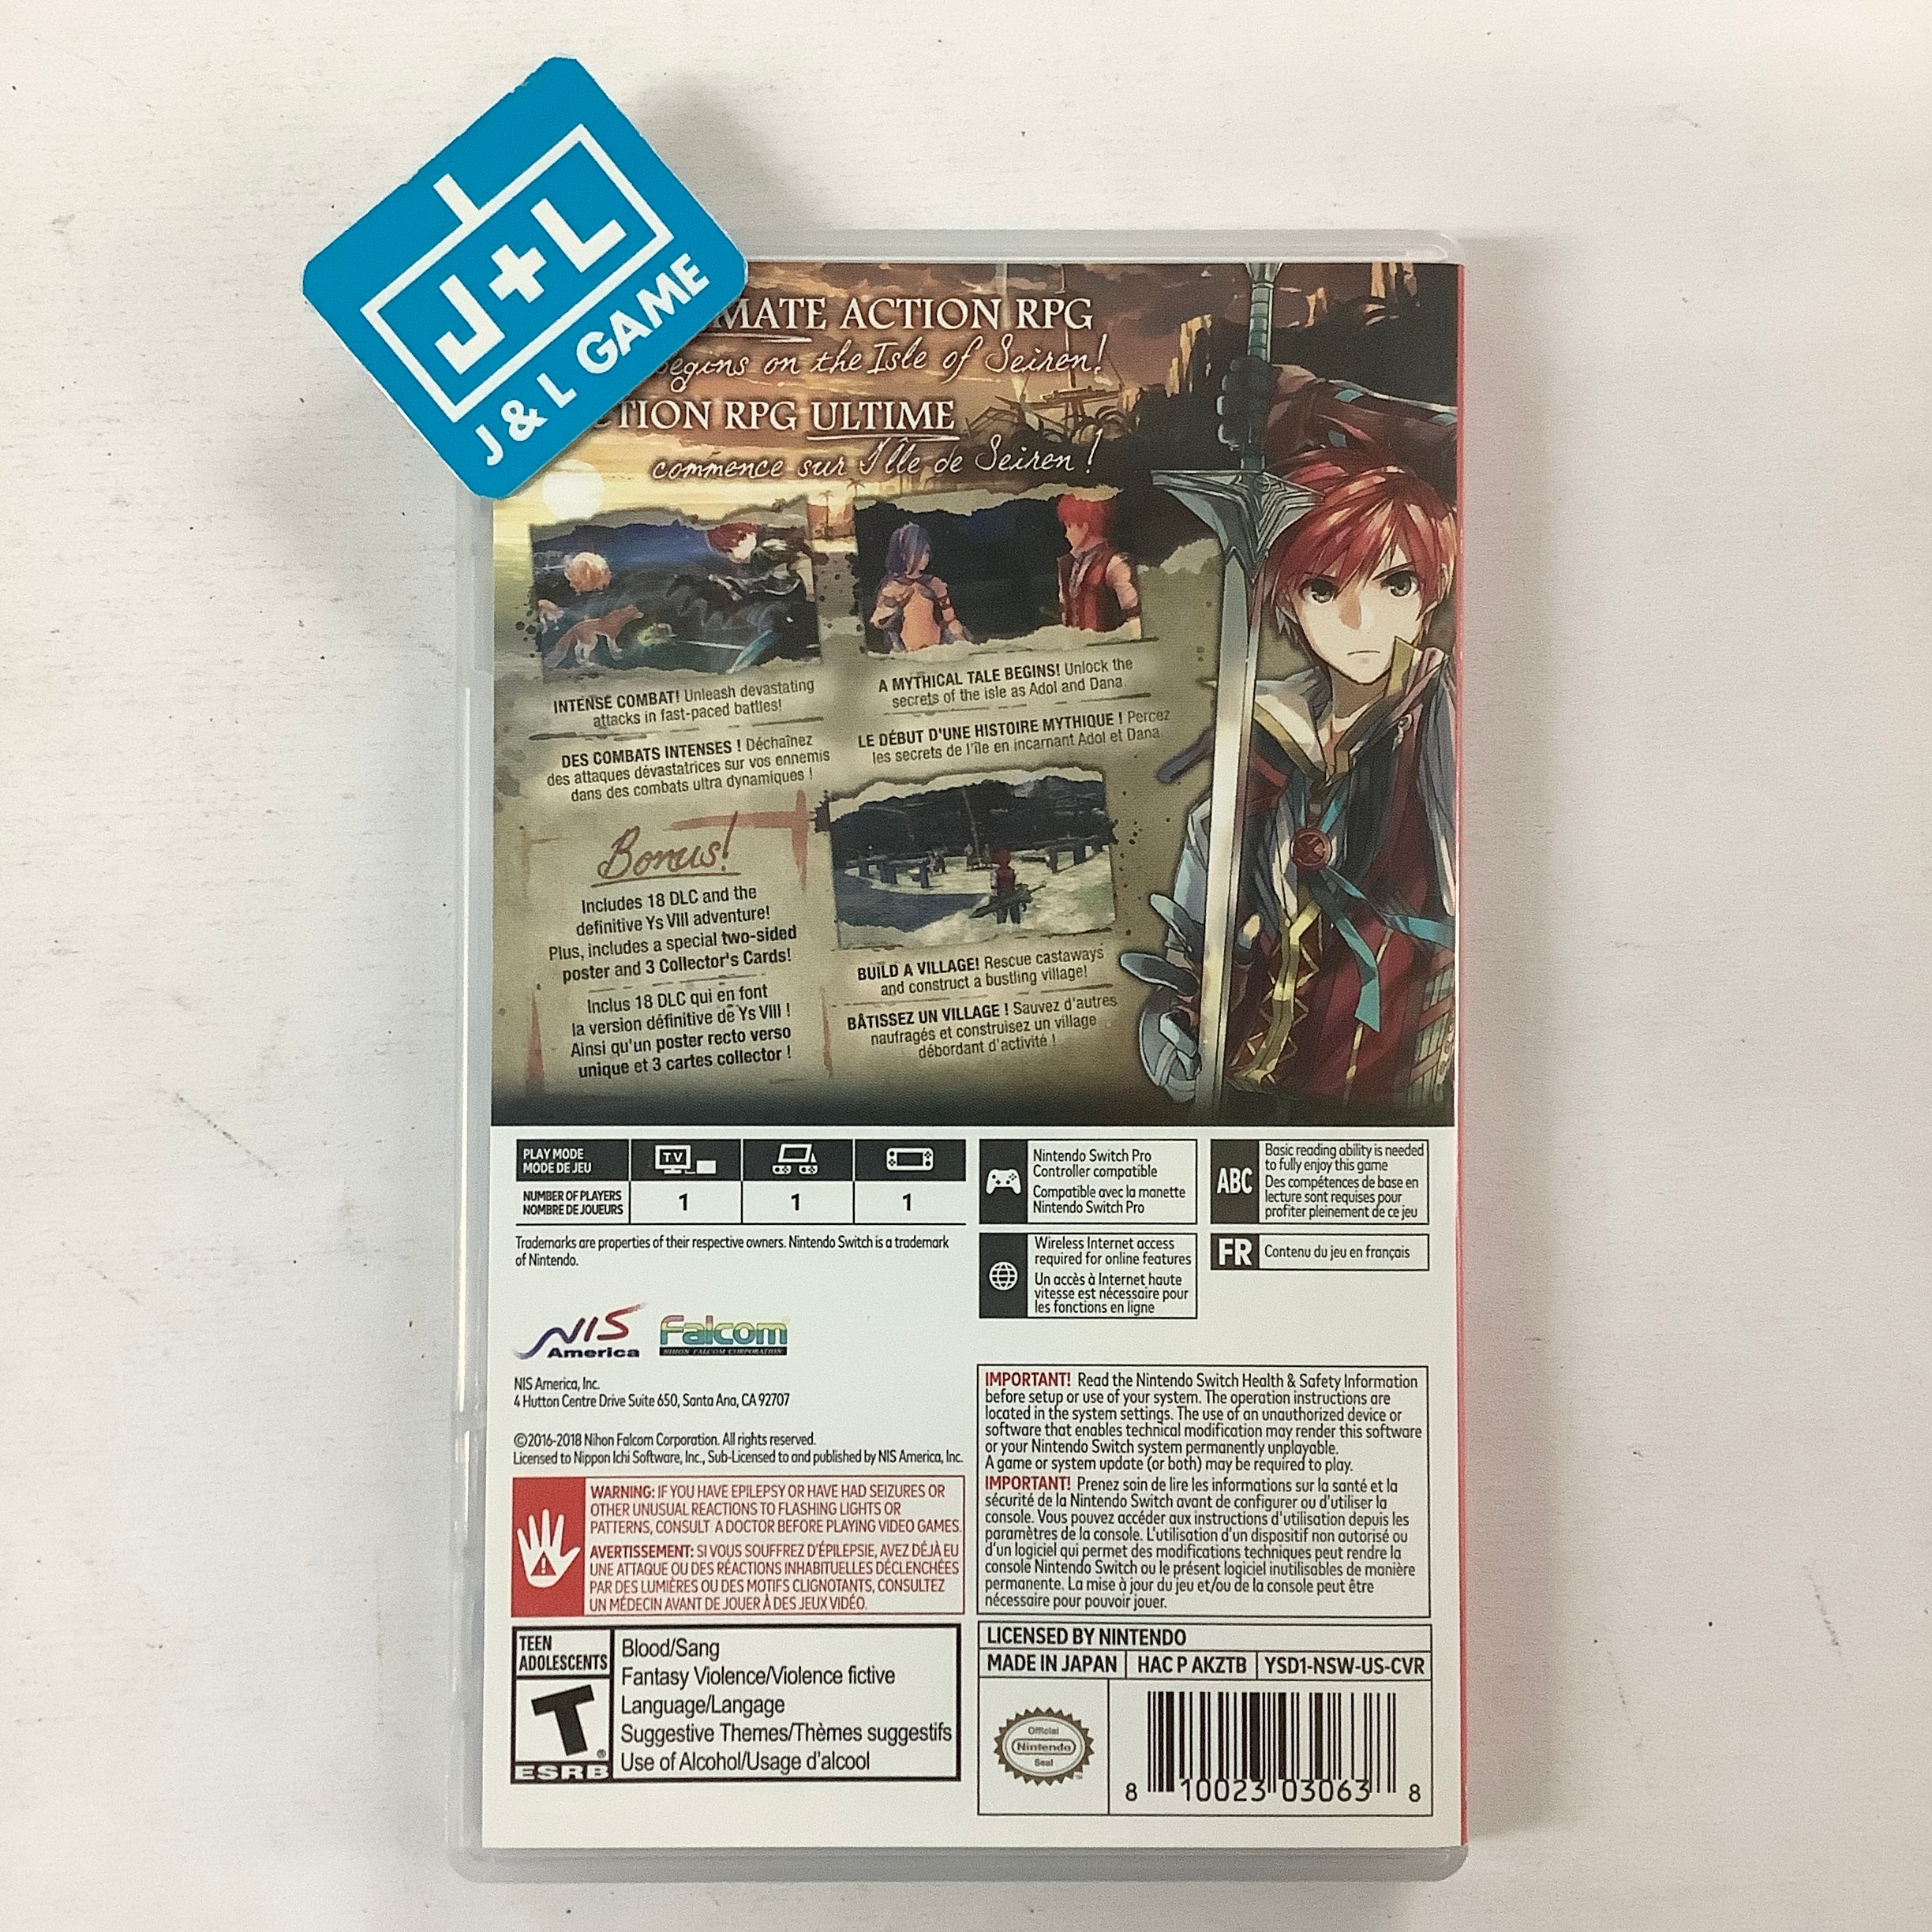 J+L
J & L GAME
MATE ACTION RPG
egins on the Isle of Seiren!
TION RPG ULTIME
commence sur l'Île de Seiren !
INTENSE COMBAT! Unleash devastating
attacks in fast-paced battles!
DES COMBATS INTENSES ! Déchaînez
des attaques dévastatrices sur vos ennemis
dans des combats ultra dynamiques !
A MYTHICAL TALE BEGINS! Unlock the
secrets of the isle as Adol and Dana.
LE DÉBUT D'UNE HISTOIRE MYTHIQUE ! Percez
les secrets de l'île en incarnant Adol et Dana.
Bonus!
Includes 18 DLC and the
definitive Ys VIII adventure!
Plus, includes a special two-sided
poster and 3 Collector's Cards!
Inclus 18 DLC qui en font
la version définitive de Ys VIII !
Ainsi qu'un poster recto verso
unique et 3 cartes collector !
BUILD A VILLAGE! Rescue castaways
and construct a bustling village!
BÂTISSEZ UN VILLAGE ! Sauvez d'autres
naufragés et construisez un village
débordant d'activité !
PLAY MODE
MODE DE JEU
TV
NUMBER OF PLAYERS
NOMBRE DE JOUEURS
1 1 1
Nintendo Switch Pro
Controller compatible
Compatible avec la manette
Nintendo Switch Pro
ABC
Basic reading ability is needed
to fully enjoy this game
Des compétences de base en
lecture sont requises pour
profiter pleinement de ce jeu
Trademarks are properties of their respective owners. Nintendo Switch is a trademark
of Nintendo.
Wireless Internet access
required for online features
Un accès à Internet haute
vitesse est nécessaire pour
les fonctions en ligne
FR Contenu du jeu en français
NIS
America
Falcom
NIHON FALCOM CORPORATION
NIS America, Inc.
4 Hutton Centre Drive Suite 650, Santa Ana, CA 92707
©2016-2018 Nihon Falcom Corporation. All rights reserved.
Licensed to Nippon Ichi Software, Inc., Sub-Licensed to and published by NIS America, Inc.
WARNING: IF YOU HAVE EPILEPSY OR HAVE HAD SEIZURES OR
OTHER UNUSUAL REACTIONS TO FLASHING LIGHTS OR
PATTERNS, CONSULT A DOCTOR BEFORE PLAYING VIDEO GAMES.
AVERTISSEMENT: SI VOUS SOUFFREZ D'ÉPILEPSIE, AVEZ DÉJÀ EU
UNE ATTAQUE OU DES RÉACTIONS INHABITUELLES DÉCLENCHÉES
PAR DES LUMIÈRES OU DES MOTIFS CLIGNOTANTS, CONSULTEZ
UN MÉDECIN AVANT DE JOUER À DES JEUX VIDÉO.
IMPORTANT! Read the Nintendo Switch Health & Safety Information
before setup or use of your system. The operation instructions are
located in the system settings. The use of an unauthorized device or
software that enables technical modification may render this software
or your Nintendo Switch system permanently unplayable.
A game or system update (or both) may be required to play.
IMPORTANT! Prenez soin de lire les informations sur la santé et la
sécurité de la Nintendo Switch avant de configurer ou d'utiliser la
console. Vous pouvez accéder aux instructions d'utilisation depuis les
paramètres de la console. L'utilisation d'un dispositif non autorisé ou
d'un logiciel qui permet des modifications techniques peut rendre la
console Nintendo Switch ou le présent logiciel inutilisables de manière
permanente. La mise à jour du jeu et/ou de la console peut être
nécessaire pour pouvoir jouer.
TEEN
ADOLESCENTS
T
®
ESRB
Blood/Sang
Fantasy Violence/Violence fictive
Language/Langage
Suggestive Themes/Thèmes suggestifs
Use of Alcohol/Usage d'alcool
LICENSED BY NINTENDO
MADE IN JAPAN HAC P AKZTB YSD1-NSW-US-CVR
Official
Nintendo
Seal
8 10023 03063 8